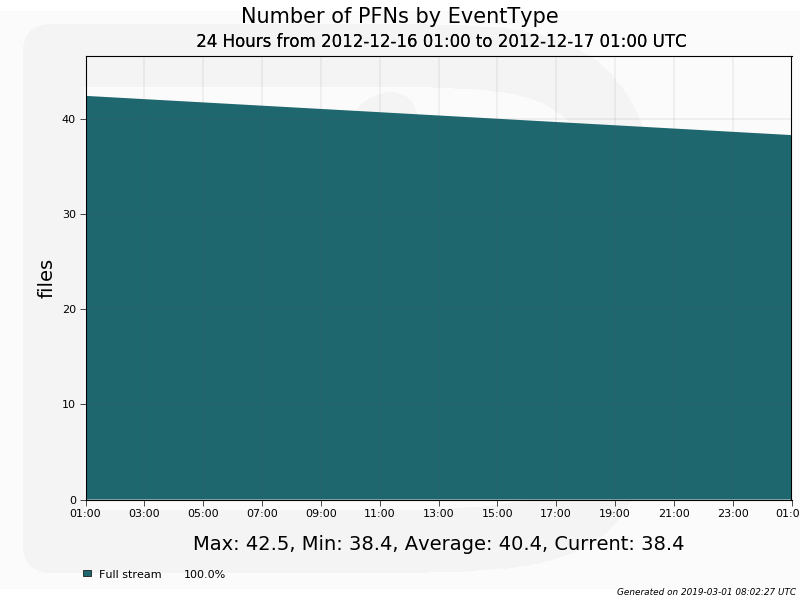 Number of PFNs by EventType
24 Hours from 2012-12-16 01:00 to 2012-12-17 01:00 UTC
40
30
20
10
0
files
01:00 03:00 05:00 07:00 09:00 11:00 13:00 15:00 17:00 19:00 21:00 23:00 01:0
Max: 42.5, Min: 38.4, Average: 40.4, Current: 38.4
Full stream 100.0%
Generated on 2019-03-01 08:02:27 UTC